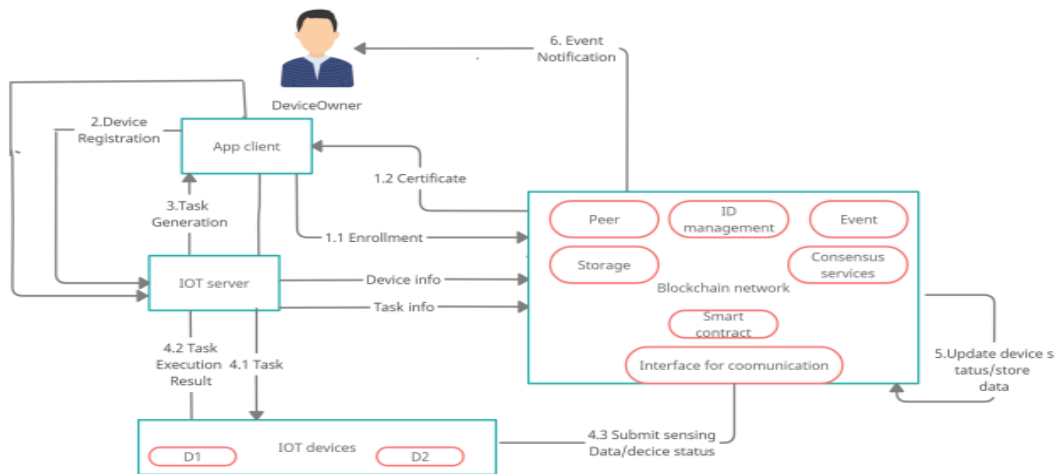 6. Event
Notification
DeviceOwner
2.Device
Registration
App client
1.2 Certificate
3.Task
Generation
1.1 Enrollment
Peer
ID
management
Event
Storage
Consensus
services
IOT server
Device info
Blockchain network
Task info
Smart
contract
4.2 Task
Execution
Result
4.1 Task
Interface for coomunication
5.Update device s
tatus/store
data
IOT devices
D1
D2
4.3 Submit sensing
Data/decice status